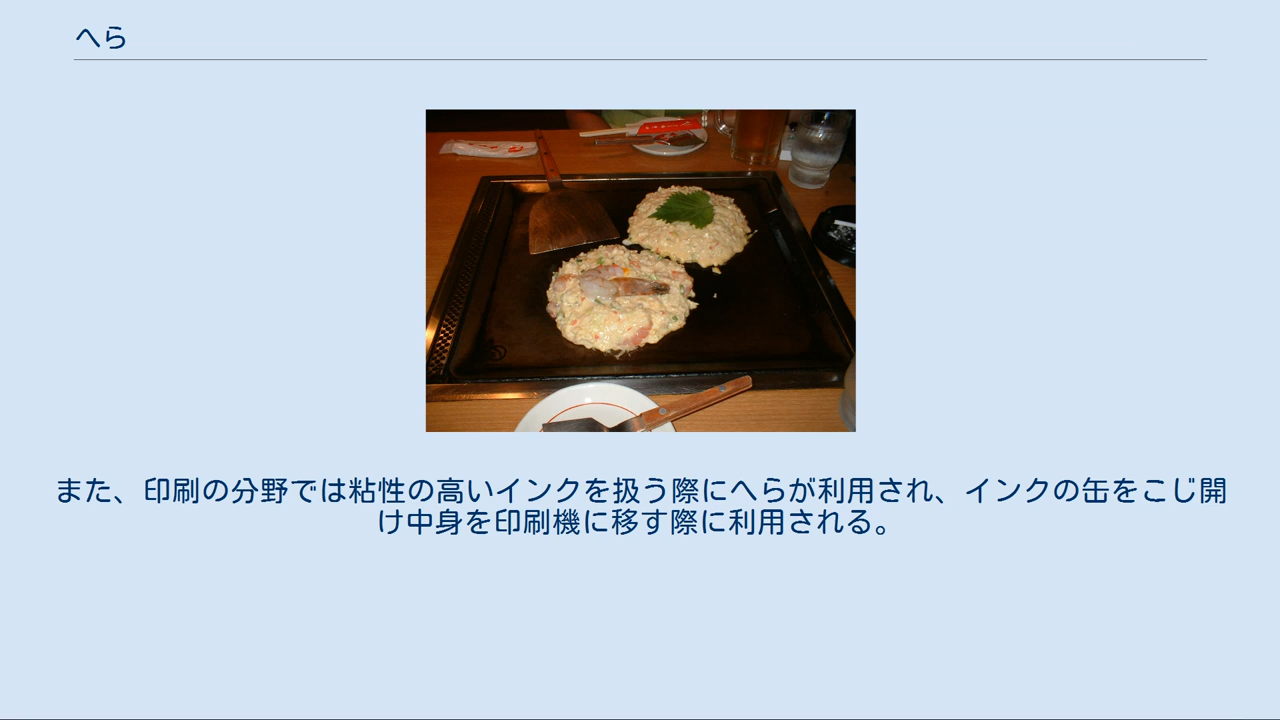 へら
また、印刷の分野では粘性の高いインクを扱う際にへらが利用され、インクの缶をこじ開
け中身を印刷機に移す際に利用される。